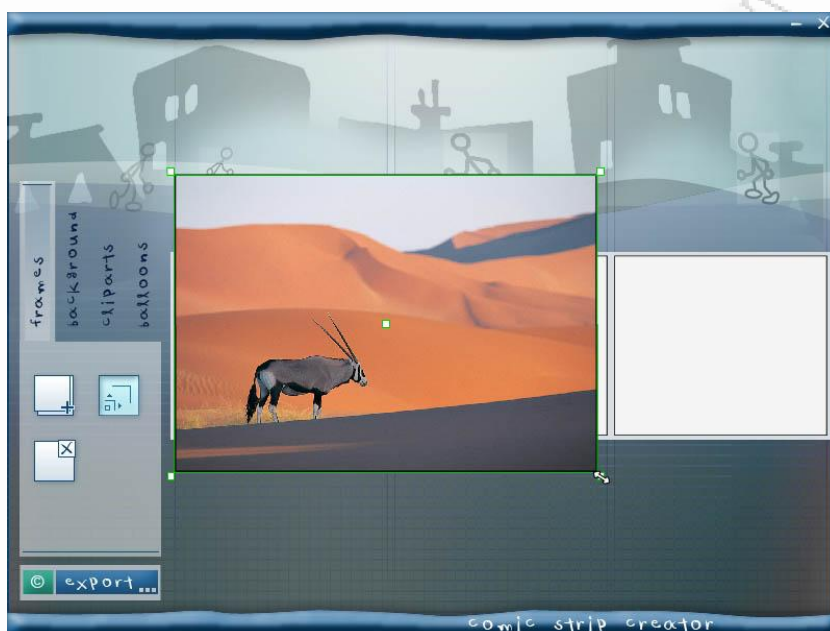 frames
background
cliparts
balloons
© export...
comic strip creator